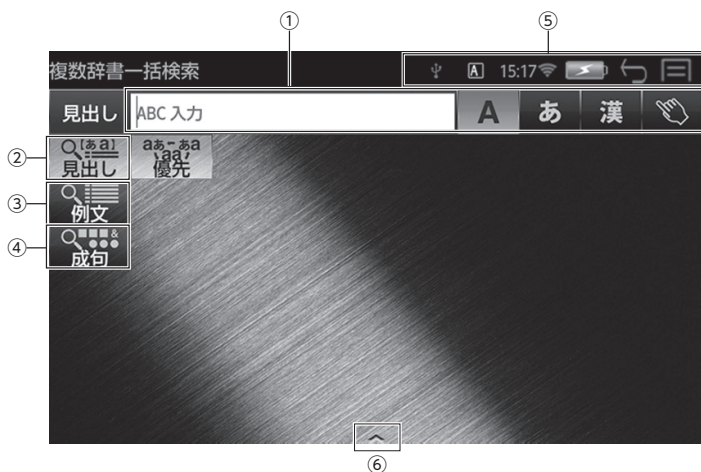 ① ⑤
複数辞書一括検索 A 15:17
見出し ABC 入力 A あ 漢
② [あa] 見出し aぁ-ぁa、aa, 優先
③ 例文
④ & 成句
⑥